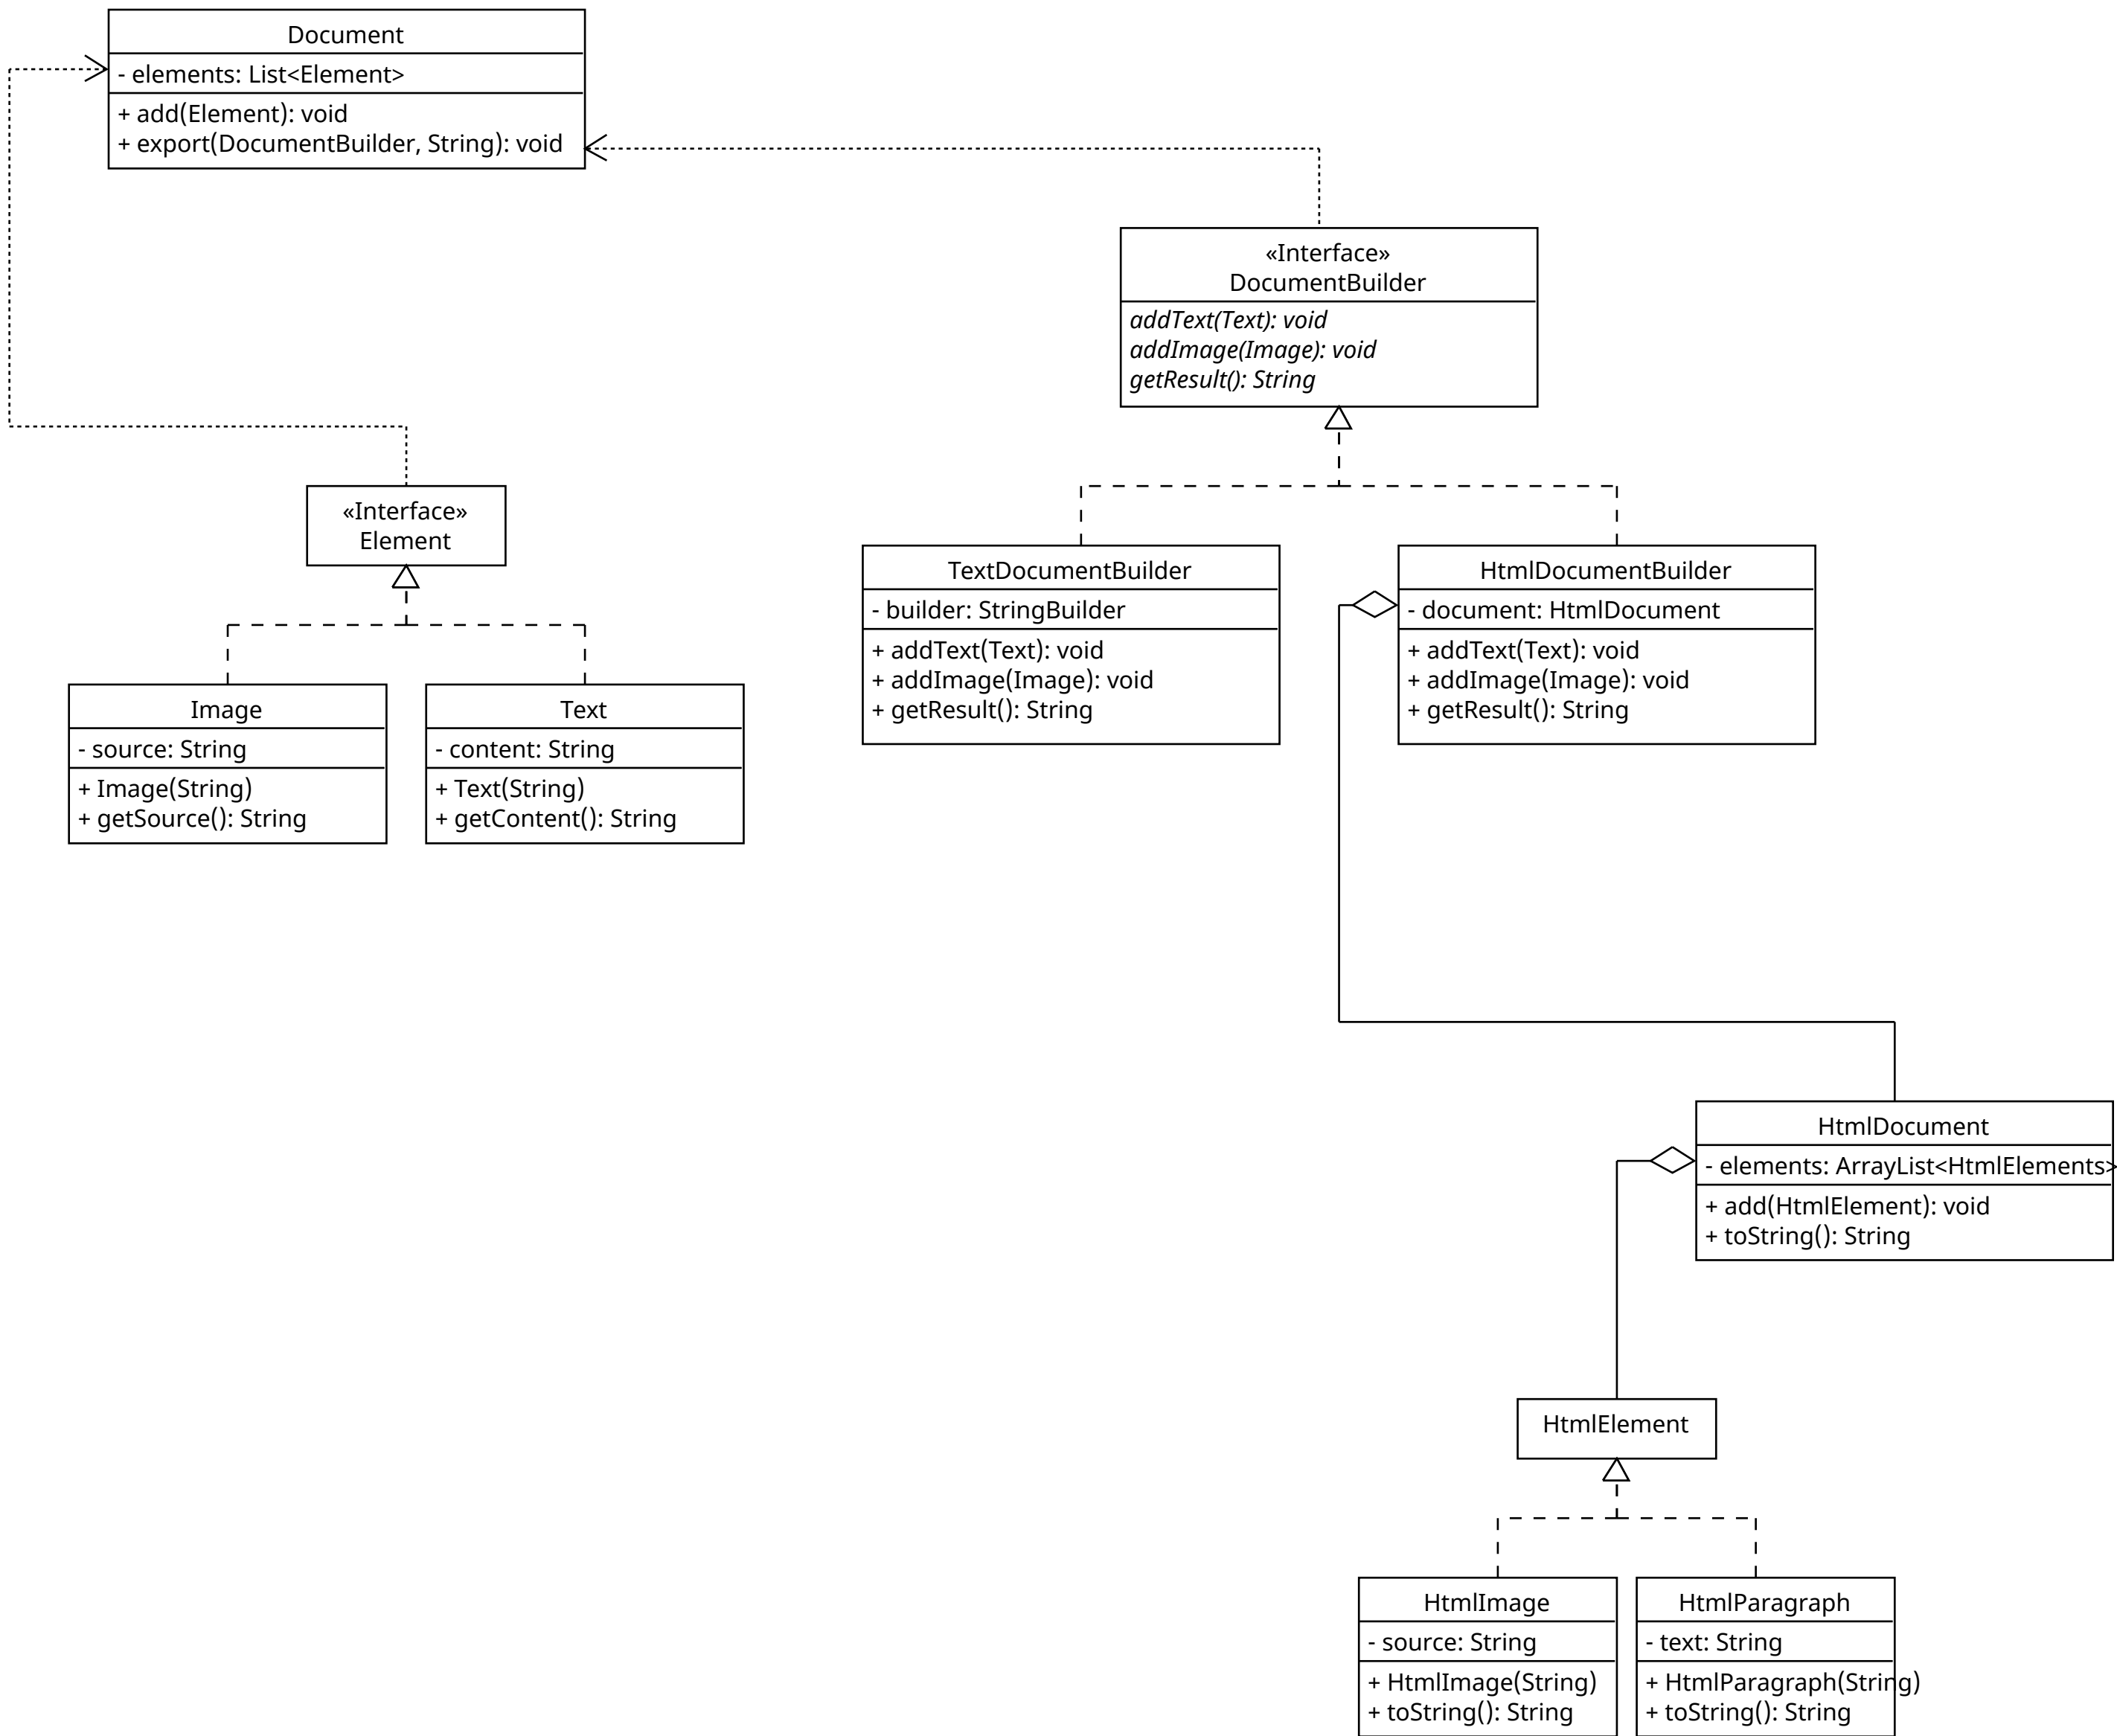 Document
- elements: List<Element>
+ add(Element): void
+ export(DocumentBuilder, String): void
«Interface»
DocumentBuilder
addText(Text): void
addImage(Image): void
getResult(): String
«Interface»
Element
TextDocumentBuilder
- builder: StringBuilder
+ addText(Text): void
+ addImage(Image): void
+ getResult(): String
HtmlDocumentBuilder
- document: HtmlDocument
+ addText(Text): void
+ addImage(Image): void
+ getResult(): String
Image
- source: String
+ Image(String)
+ getSource(): String
Text
- content: String
+ Text(String)
+ getContent(): String
HtmlDocument
- elements: ArrayList<HtmlElements>
+ add(HtmlElement): void
+ toString(): String
HtmlElement
HtmlImage
- source: String
+ HtmlImage(String)
+ toString(): String
HtmlParagraph
- text: String
+ HtmlParagraph(String)
+ toString(): String